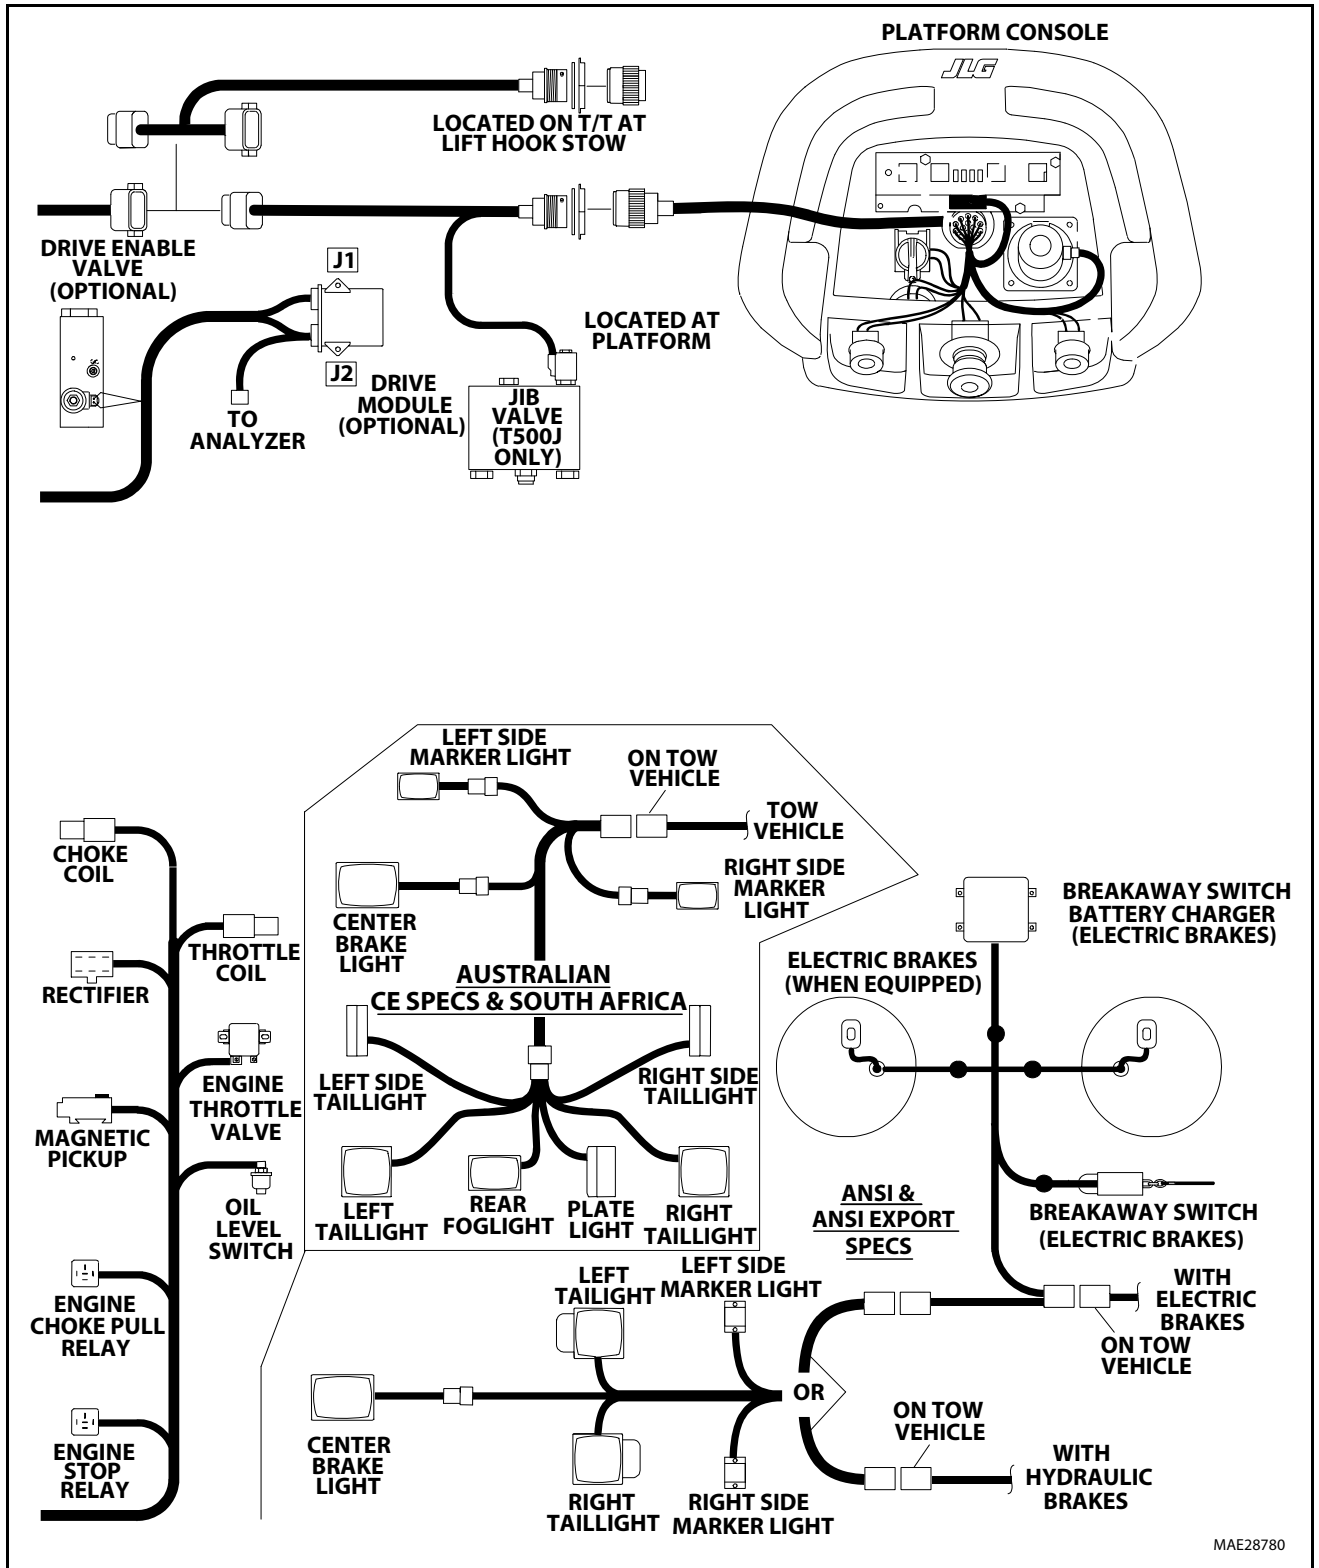 PLATFORM CONSOLE
JLG
LOCATED ON T/T AT
LIFT HOOK STOW
DRIVE ENABLE
VALVE
(OPTIONAL)
J1
J2
TO
ANALYZER
DRIVE
MODULE
(OPTIONAL)
JIB
VALVE
(T500J
ONLY)
LOCATED AT
PLATFORM
LEFT SIDE
MARKER LIGHT
ON TOW
VEHICLE
TOW
VEHICLE
CENTER
BRAKE
LIGHT
RIGHT SIDE
MARKER
LIGHT
AUSTRALIAN
CE SPECS & SOUTH AFRICA
LEFT SIDE
TAILLIGHT
RIGHT SIDE
TAILLIGHT
LEFT
TAILLIGHT
REAR
FOGLIGHT
PLATE
LIGHT
RIGHT
TAILLIGHT
CHOKE
COIL
THROTTLE
COIL
RECTIFIER
ENGINE
THROTTLE
VALVE
MAGNETIC
PICKUP
OIL
LEVEL
SWITCH
ENGINE
CHOKE PULL
RELAY
ENGINE
STOP
RELAY
BREAKAWAY SWITCH
BATTERY CHARGER
(ELECTRIC BRAKES)
ELECTRIC BRAKES
(WHEN EQUIPPED)
ANSI &
ANSI EXPORT
SPECS
BREAKAWAY SWITCH
(ELECTRIC BRAKES)
LEFT
TAILIGHT
LEFT SIDE
MARKER LIGHT
WITH
ELECTRIC
BRAKES
ON TOW
VEHICLE
OR
CENTER
BRAKE
LIGHT
RIGHT
TAILLIGHT
RIGHT SIDE
MARKER LIGHT
ON TOW
VEHICLE
WITH
HYDRAULIC
BRAKES
MAE28780